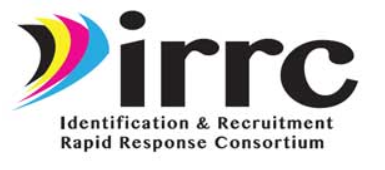 irrc
Identification & Recruitment
Rapid Response Consortium